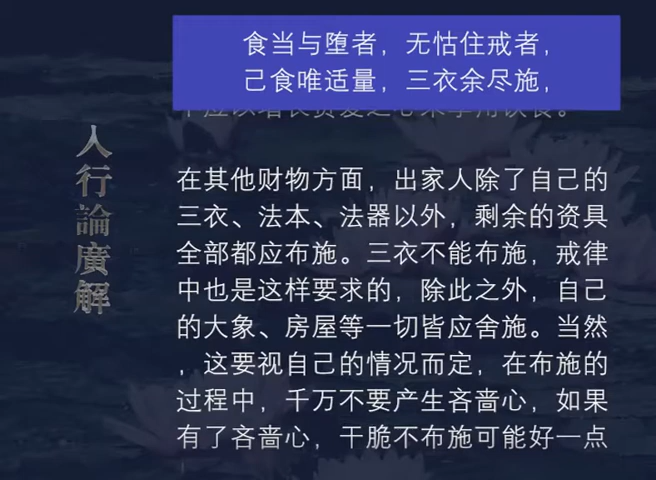 食当与堕者，无怙住戒者，
己食唯适量，三衣余尽施，
入行論廣解
在其他财物方面，出家人除了自己的
三衣、法本、法器以外，剩余的资具
全部都应布施。三衣不能布施，戒律
中也是这样要求的，除此之外，自己
的大象、房屋等一切皆应舍施。当然
，这要视自己的情况而定，在布施的
过程中，千万不要产生吝啬心，如果
有了吝啬心，干脆不布施可能好一点